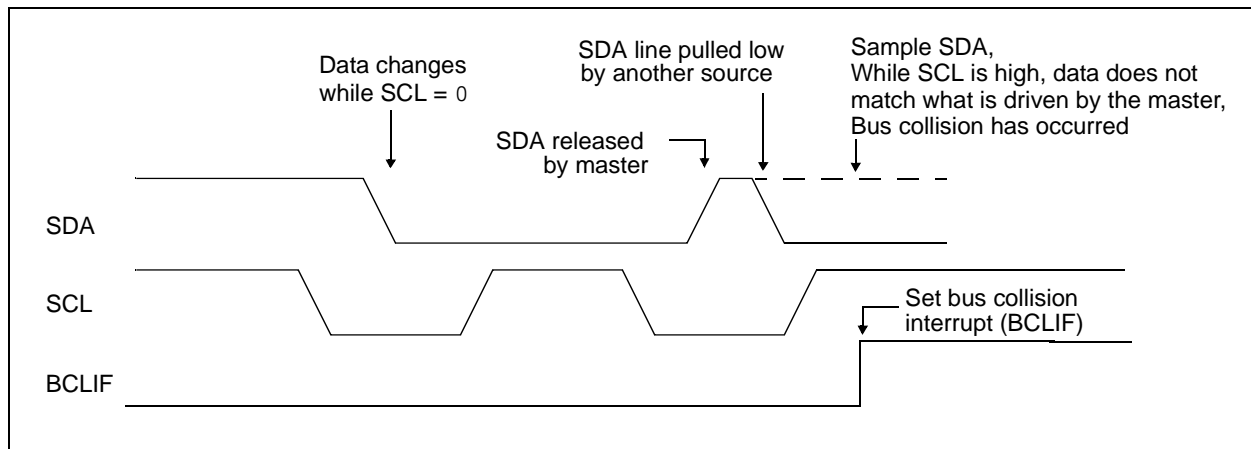 Data changes
while SCL = 0
SDA line pulled low
by another source
Sample SDA,
While SCL is high, data does not
match what is driven by the master,
Bus collision has occurred
SDA released
by master
SDA
SCL
Set bus collision
interrupt (BCLIF)
BCLIF